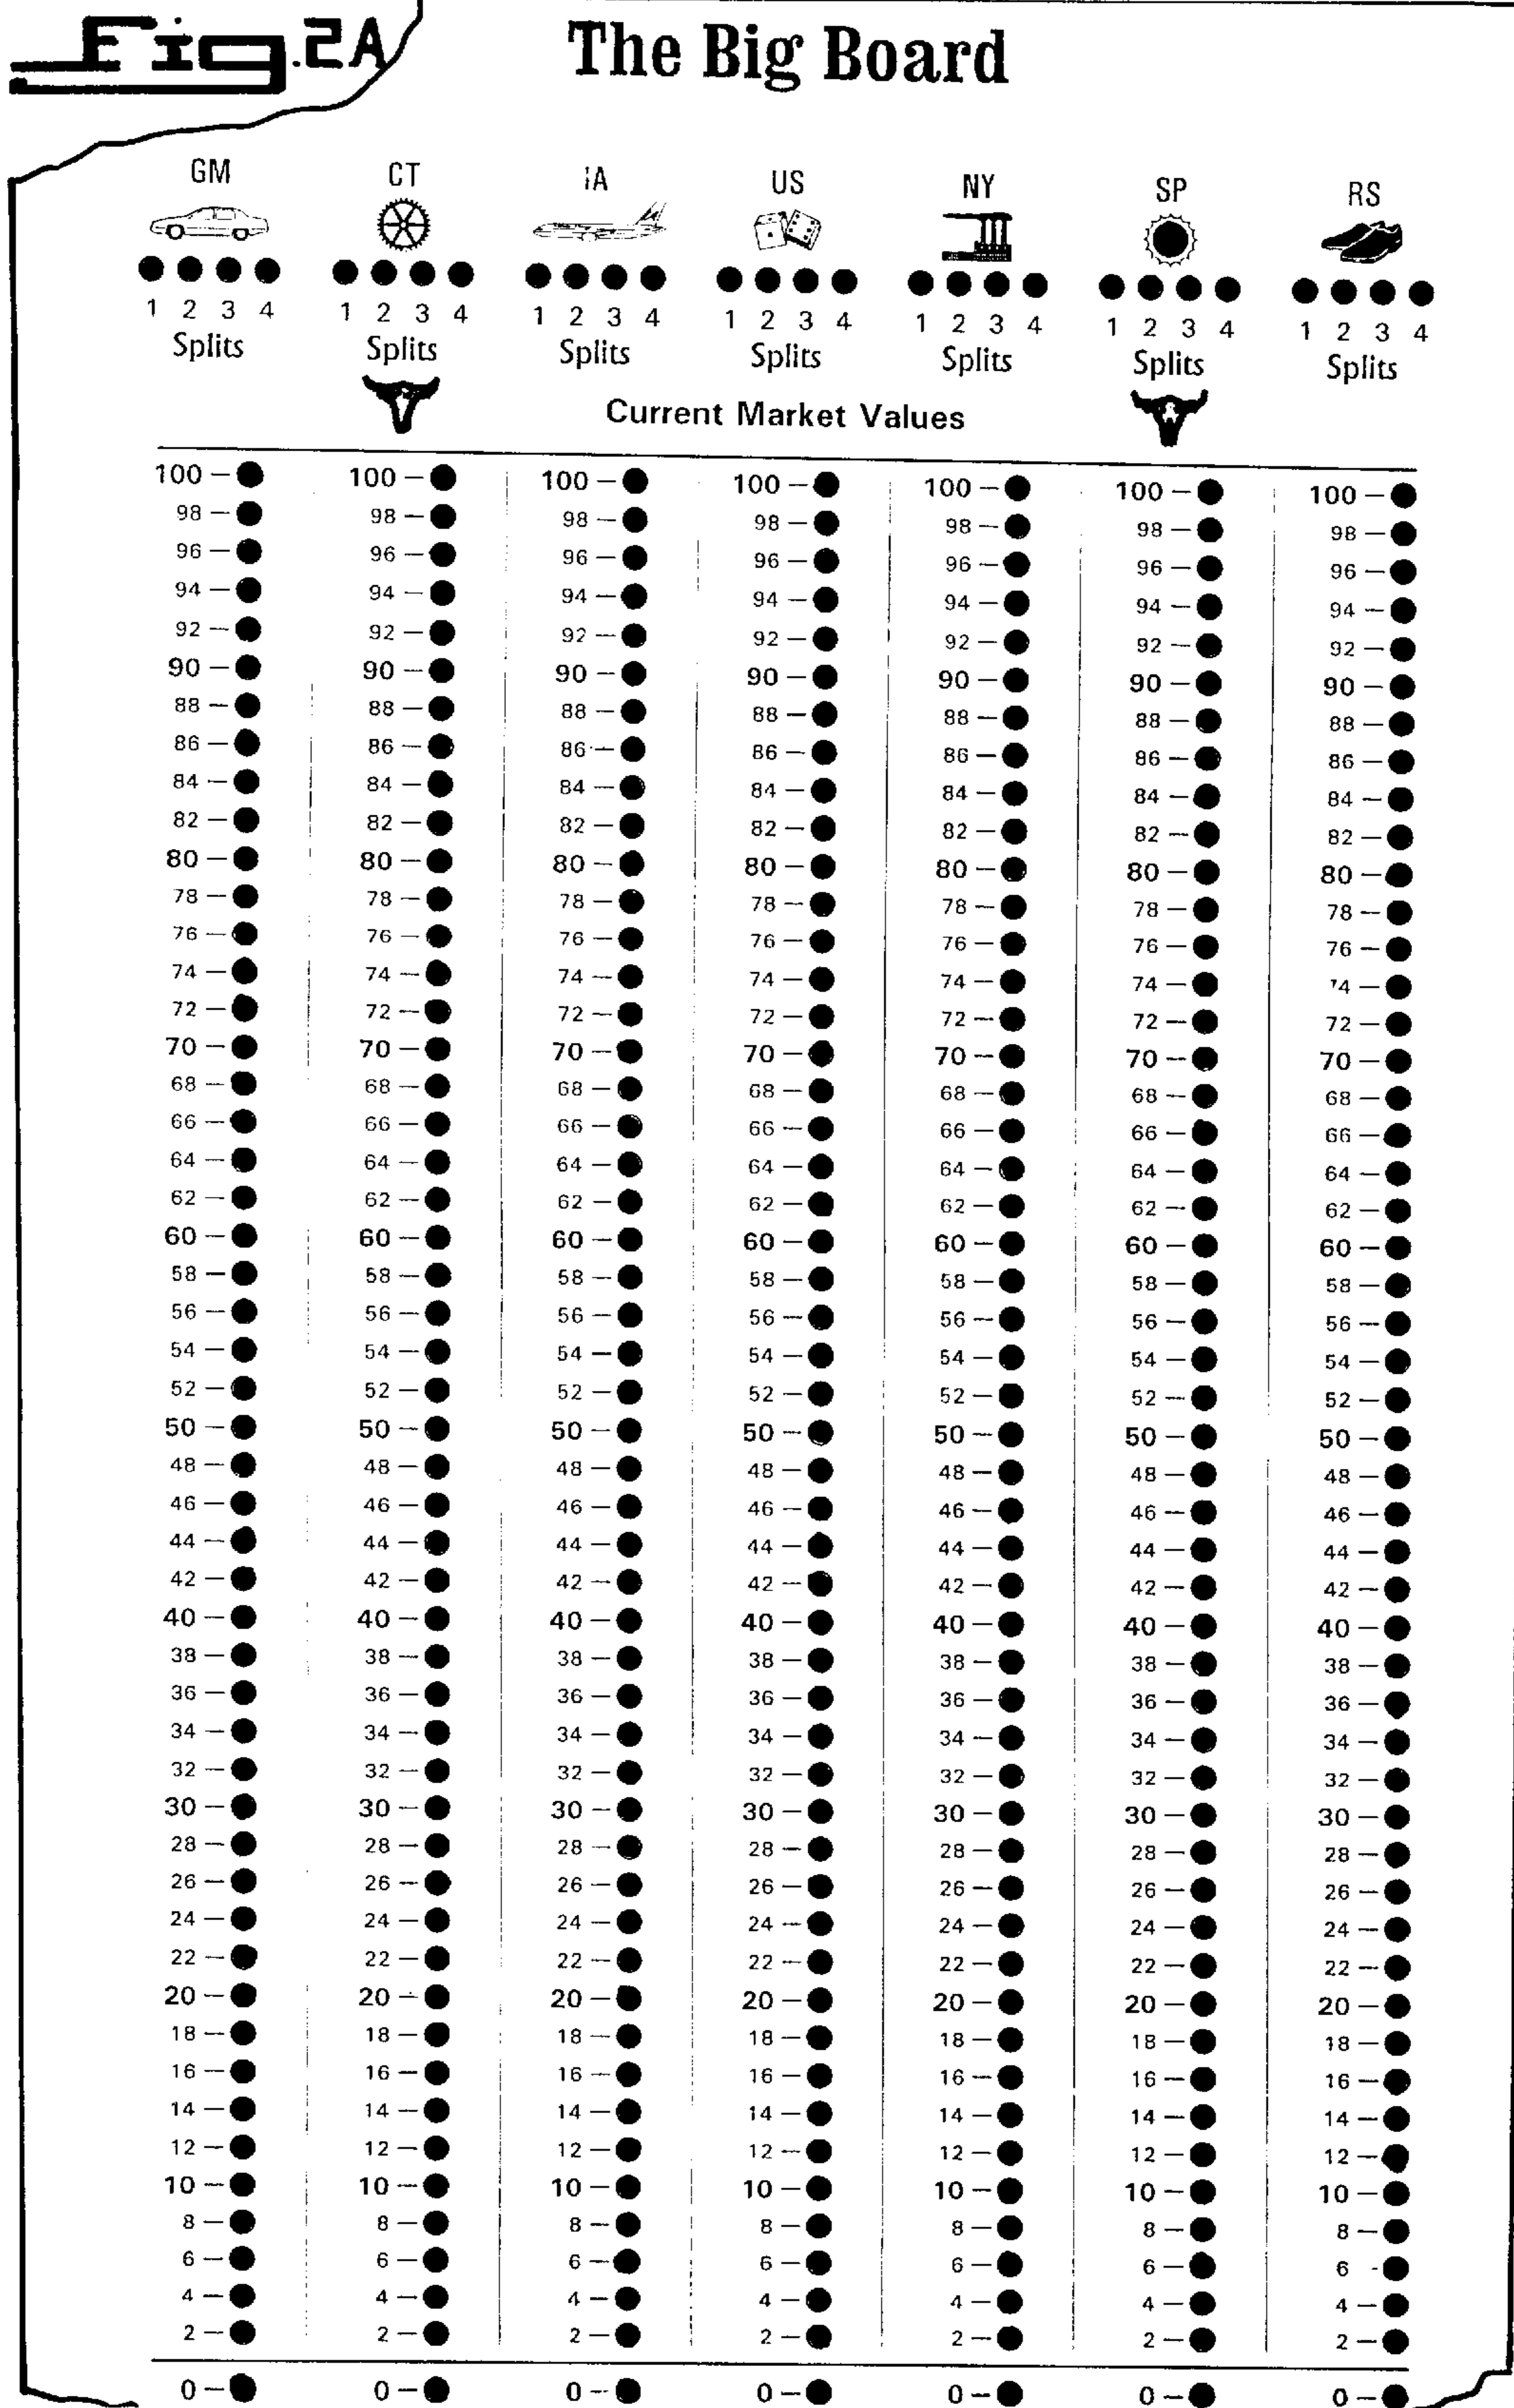 Fig. 2A
The Big Board
GM CT IA US NY SP RS
1 2 3 4 1 2 3 4 1 2 3 4 1 2 3 4 1 2 3 4 1 2 3 4 1 2 3 4
Splits Splits Splits Splits Splits Splits Splits
Current Market Values
100 100 100 100 100 100 100
98 98 98 98 98 98 98
96 96 96 96 96 96 96
94 94 94 94 94 94 94
92 92 92 92 92 92 92
90 90 90 90 90 90 90
88 88 88 88 88 88 88
86 86 86 86 86 86 86
84 84 84 84 84 84 84
82 82 82 82 82 82 82
80 80 80 80 80 80 80
78 78 78 78 78 78 78
76 76 76 76 76 76 76
74 74 74 74 74 74 74
72 72 72 72 72 72 72
70 70 70 70 70 70 70
68 68 68 68 68 68 68
66 66 66 66 66 66 66
64 64 64 64 64 64 64
62 62 62 62 62 62 62
60 60 60 60 60 60 60
58 58 58 58 58 58 58
56 56 56 56 56 56 56
54 54 54 54 54 54 54
52 52 52 52 52 52 52
50 50 50 50 50 50 50
48 48 48 48 48 48 48
46 46 46 46 46 46 46
44 44 44 44 44 44 44
42 42 42 42 42 42 42
40 40 40 40 40 40 40
38 38 38 38 38 38 38
36 36 36 36 36 36 36
34 34 34 34 34 34 34
32 32 32 32 32 32 32
30 30 30 30 30 30 30
28 28 28 28 28 28 28
26 26 26 26 26 26 26
24 24 24 24 24 24 24
22 22 22 22 22 22 22
20 20 20 20 20 20 20
18 18 18 18 18 18 18
16 16 16 16 16 16 16
14 14 14 14 14 14 14
12 12 12 12 12 12 12
10 10 10 10 10 10 10
8 8 8 8 8 8 8
6 6 6 6 6 6 6
4 4 4 4 4 4 4
2 2 2 2 2 2 2
0 0 0 0 0 0 0